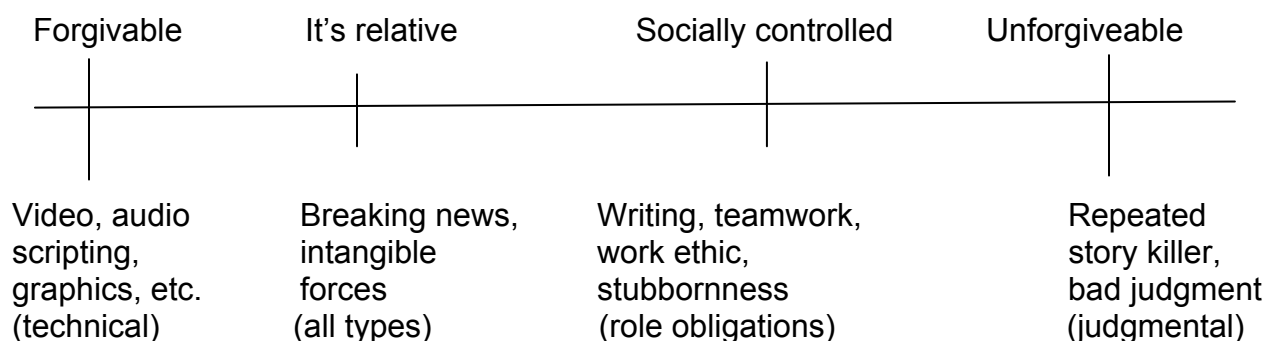 Forgivable It’s relative Socially controlled Unforgiveable
Video, audio
scripting,
graphics, etc.
(technical)
Breaking news,
intangible
forces
(all types)
Writing, teamwork,
work ethic,
stubbornness
(role obligations)
Repeated
story killer,
bad judgment
(judgmental)